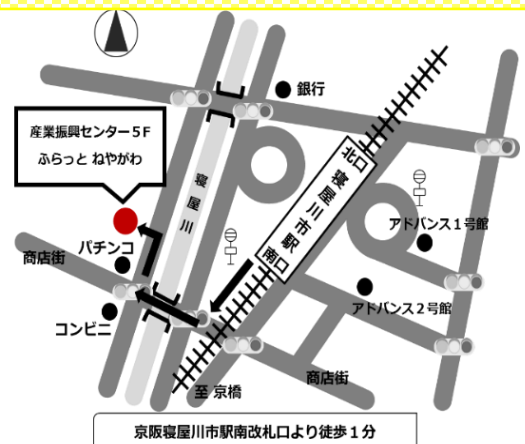 銀行
産業振興センター５F
ふらっと ねやがわ
寝屋川
北口
寝屋川市駅
南口
アドバンス１号館
パチンコ
商店街
アドバンス２号館
コンビニ
至 京橋
商店街
京阪寝屋川市駅南改札口より徒歩１分